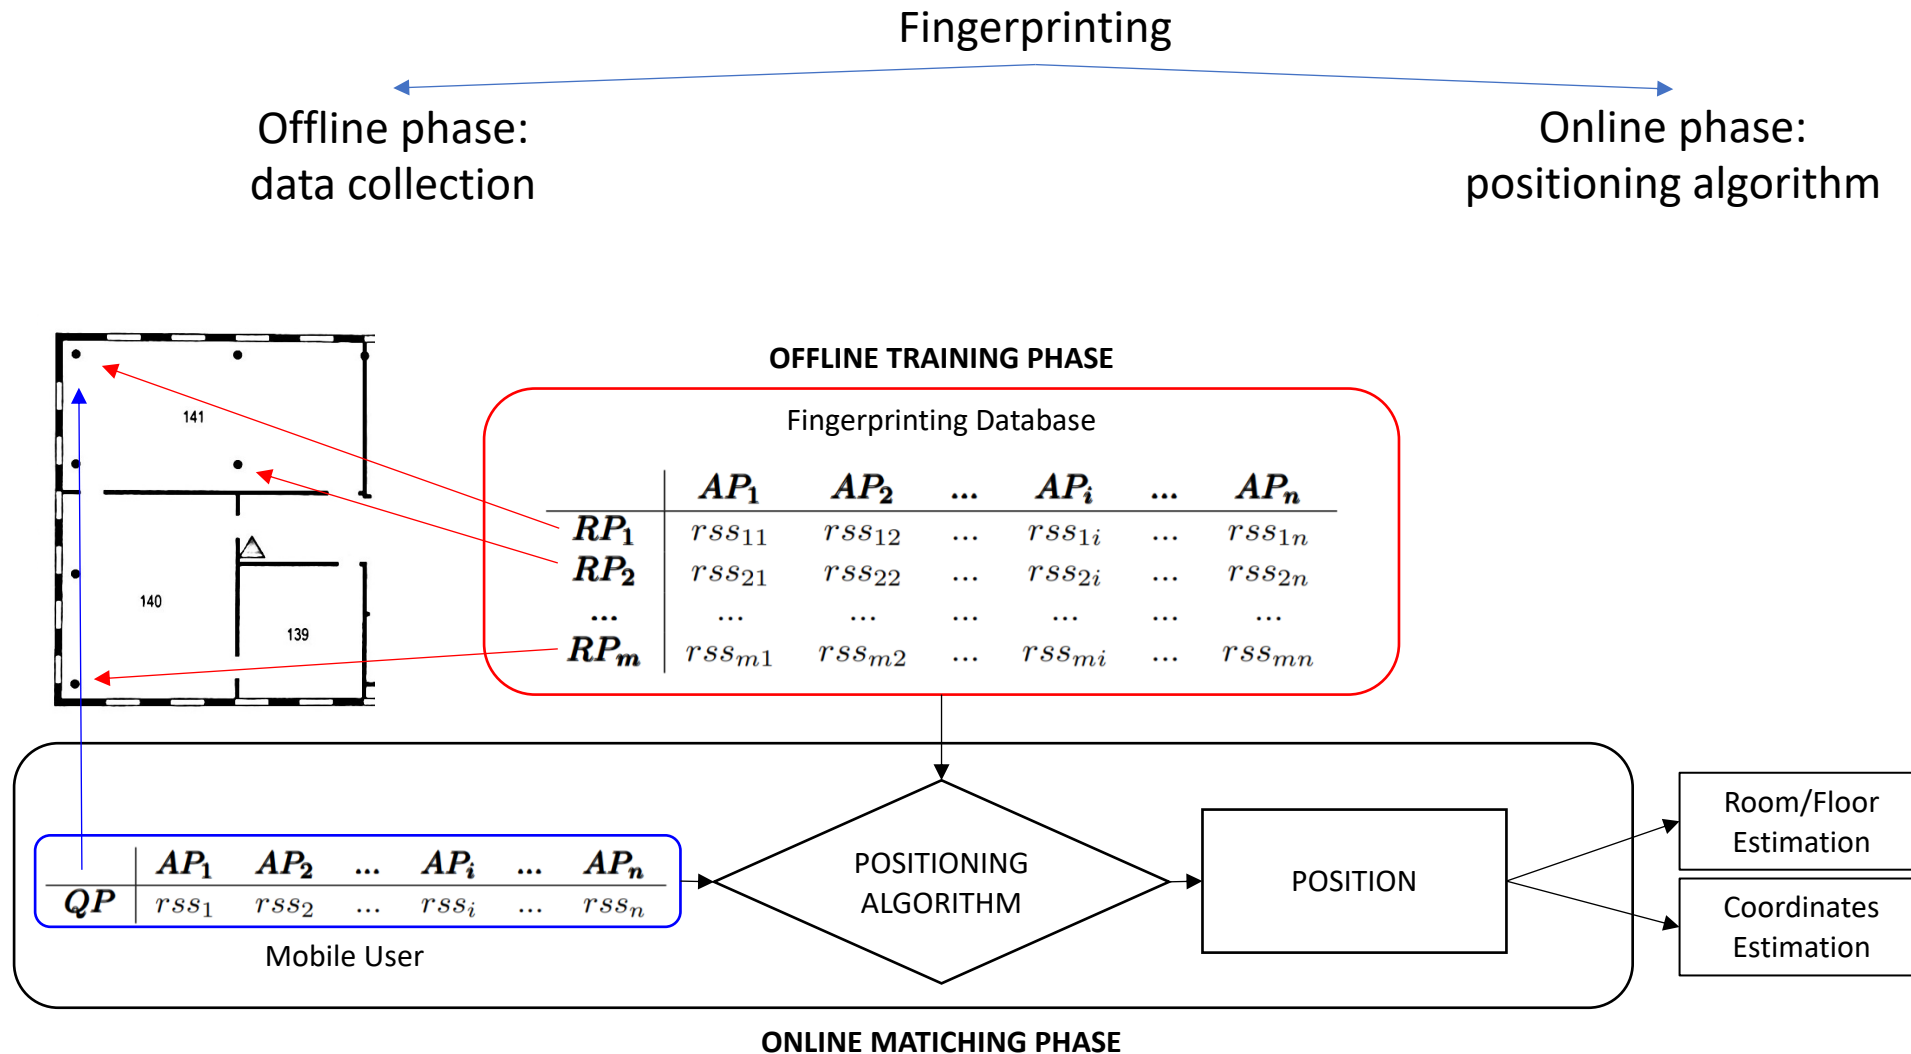 Fingerprinting
Offline phase:
data collection
Online phase:
positioning algorithm
OFFLINE TRAINING PHASE
Fingerprinting Database
AP₁ AP₂ ... APᵢ ... APₙ
RP₁ rss₁₁ rss₁₂ ... rss₁ᵢ ... rss₁ₙ
RP₂ rss₂₁ rss₂₂ ... rss₂ᵢ ... rss₂ₙ
... ... ... ... ... ... ...
RPₘ rssₘ₁ rssₘ₂ ... rssₘᵢ ... rssₘₙ
141
140
139
AP₁ AP₂ ... APᵢ ... APₙ
QP rss₁ rss₂ ... rssᵢ ... rssₙ
Mobile User
POSITIONING
ALGORITHM
POSITION
Room/Floor
Estimation
Coordinates
Estimation
ONLINE MATICHING PHASE